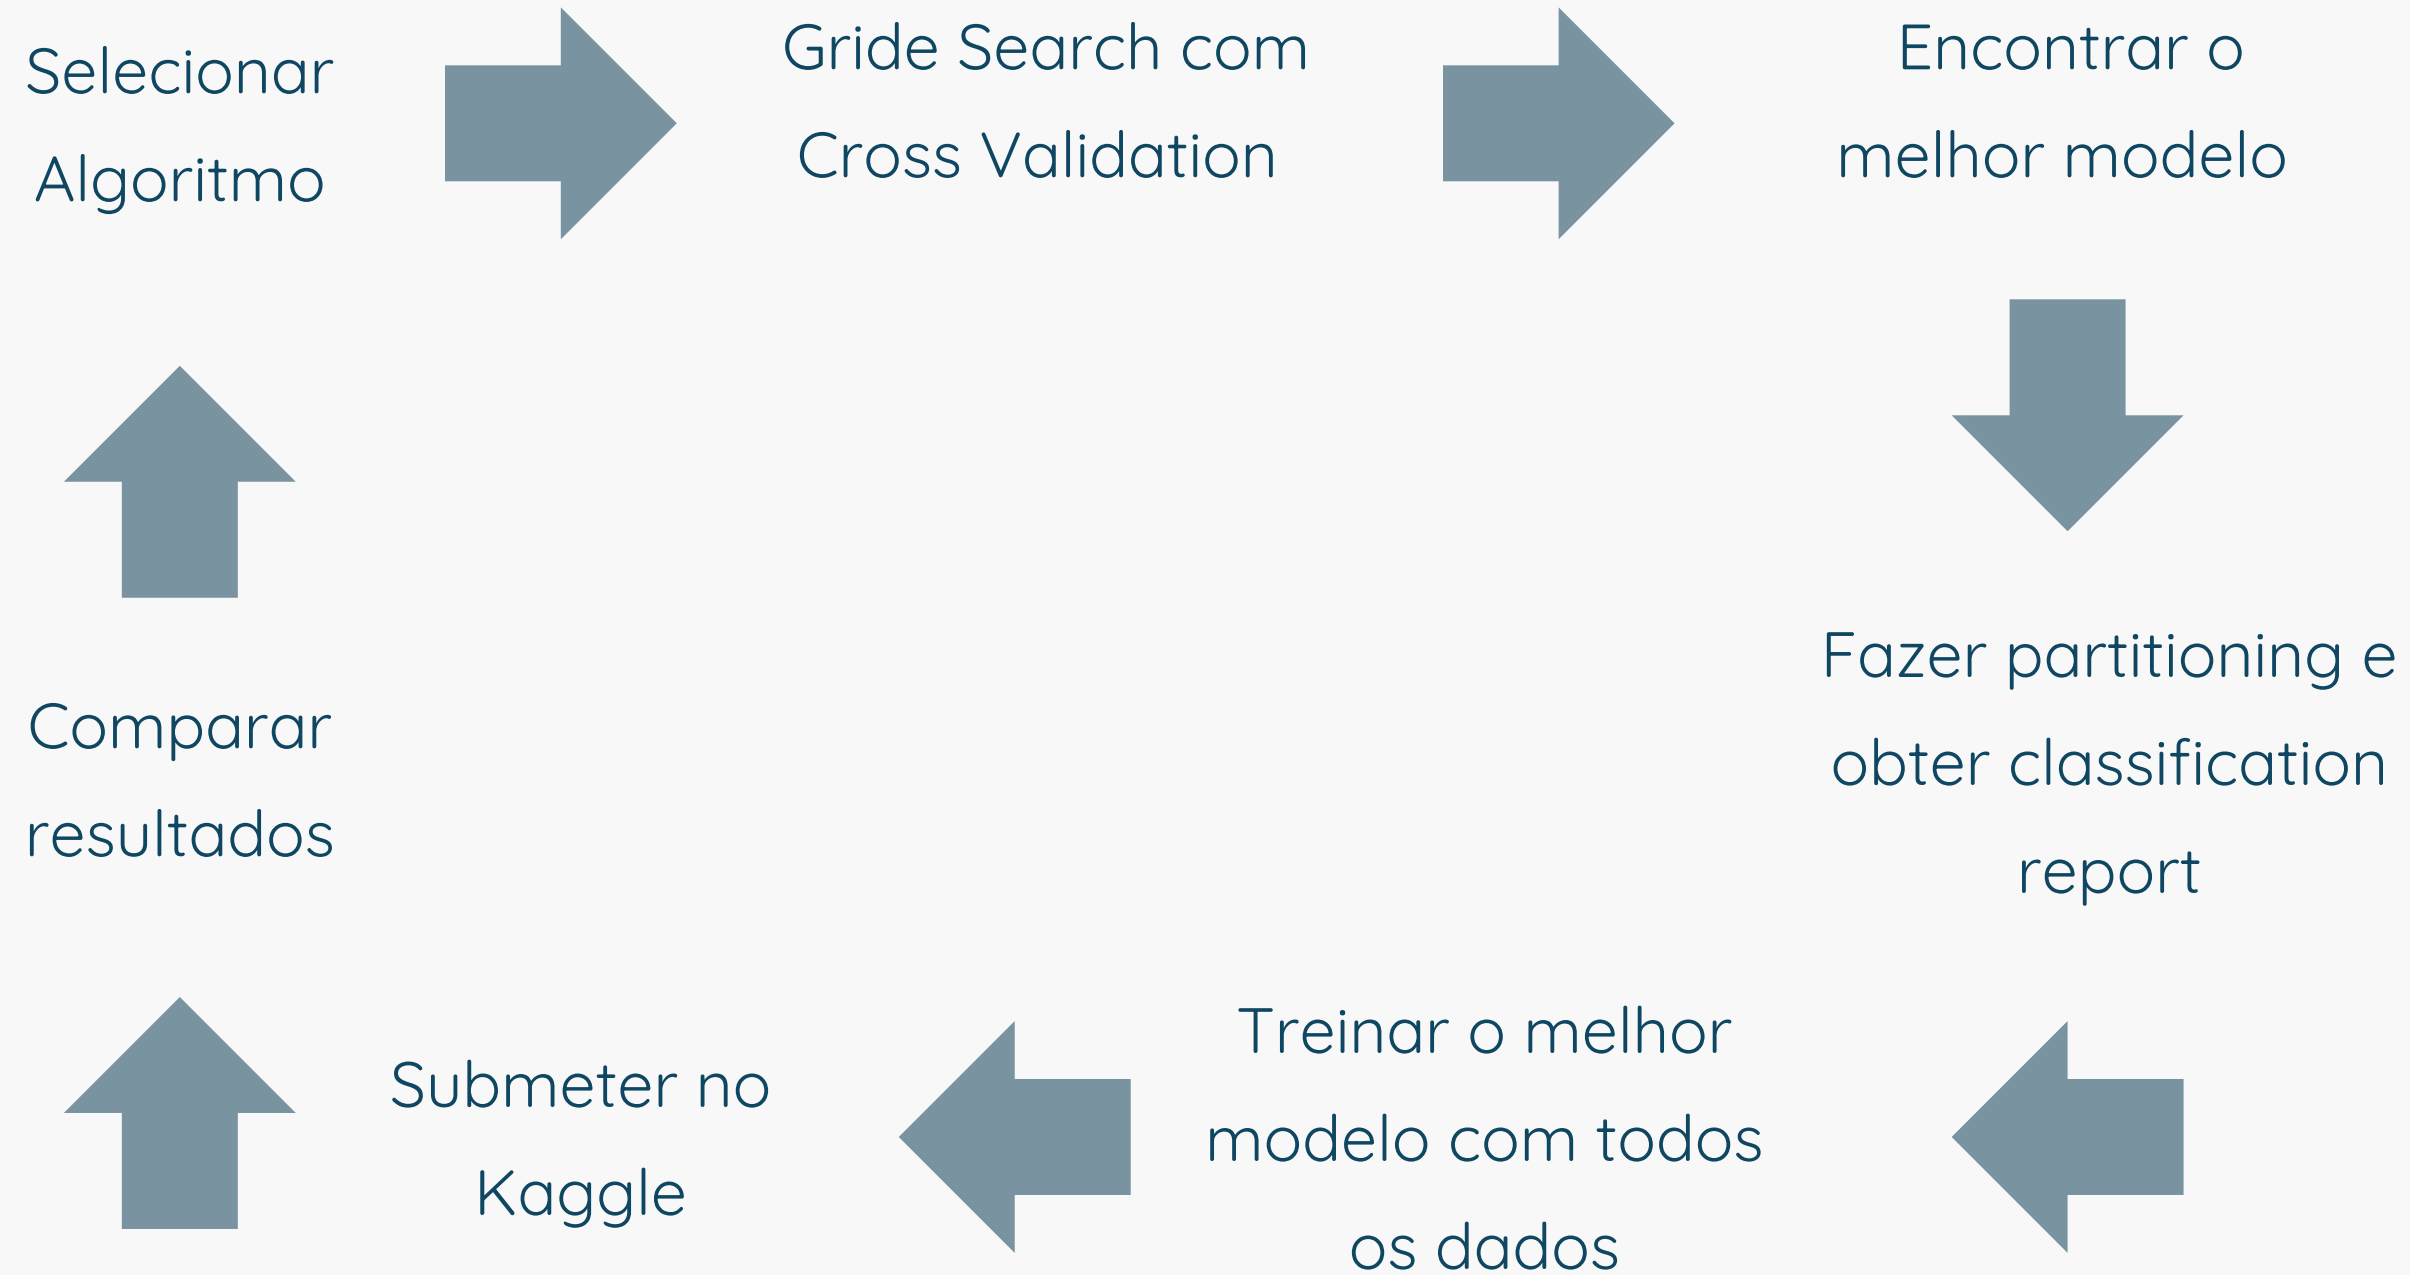 Selecionar
Algoritmo
Gride Search com
Cross Validation
Encontrar o
melhor modelo
Fazer partitioning e
obter classification
report
Treinar o melhor
modelo com todos
os dados
Submeter no
Kaggle
Comparar
resultados